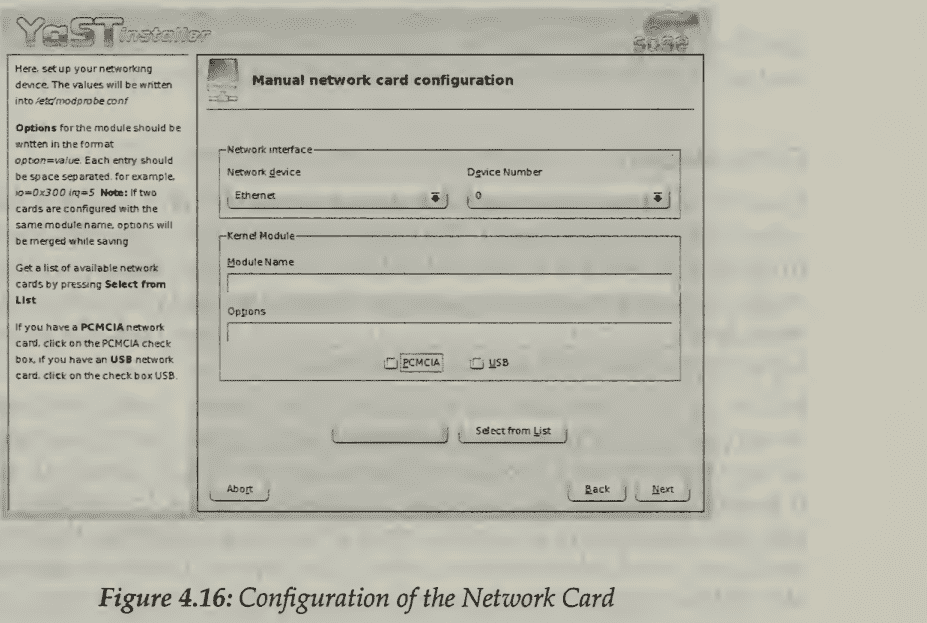 YaST Installer
SuSE
Here, set up your networking
device. The values will be written
into /etc/modprobe.conf
Options for the module should be
written in the format
option=value. Each entry should
be space separated, for example,
io=0x300 irq=5 Note: If two
cards are configured with the
same module name, options will
be merged while saving
Get a list of available network
cards by pressing Select from
List
If you have a PCMCIA network
card, click on the PCMCIA check
box, if you have an USB network
card, click on the check box USB.
Manual network card configuration
Network interface
Network device
Device Number
Ethernet
0
Kernel Module
Module Name
Options
PCMCIA
USB
Select from List
Abort
Back
Next
Figure 4.16: Configuration of the Network Card